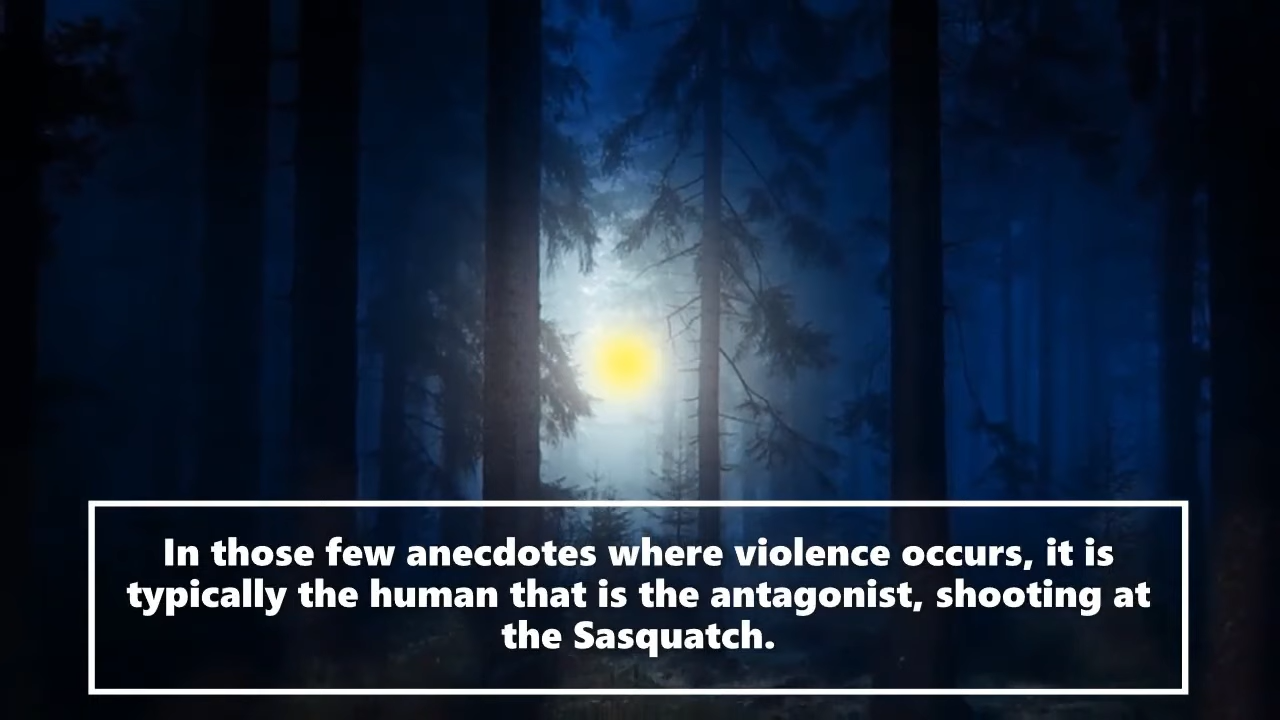 In those few anecdotes where violence occurs, it is
typically the human that is the antagonist, shooting at
the Sasquatch.